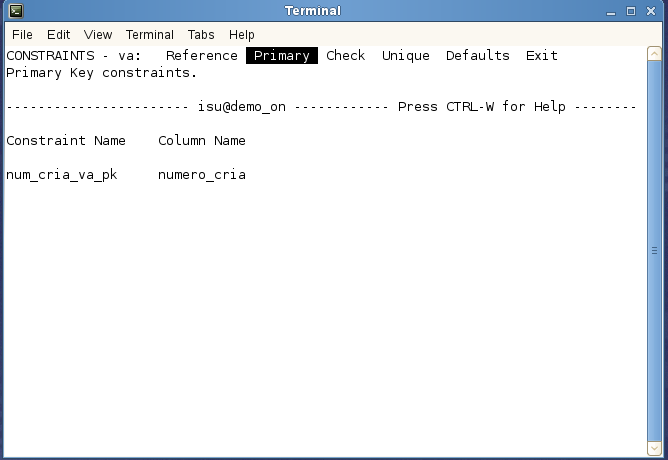 Terminal
File Edit View Terminal Tabs Help
CONSTRAINTS - va: Reference Primary Check Unique Defaults Exit
Primary Key constraints.
----------------------- isu@demo_on ------------ Press CTRL-W for Help --------
Constraint Name Column Name
num_cria_va_pk numero_cria